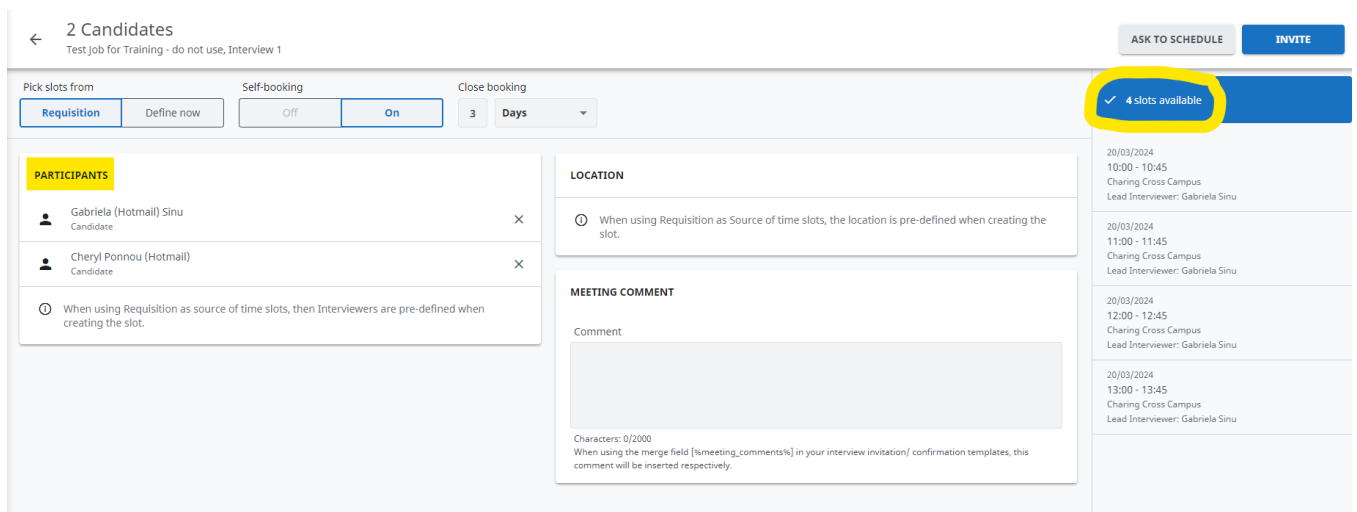 2 Candidates
Test Job for Training - do not use, Interview 1
ASK TO SCHEDULE
INVITE
Pick slots from
Requisition
Define now
Self-booking
Off
On
Close booking
3
Days
4 slots available
PARTICIPANTS
Gabriela (Hotmail) Sinu
Candidate
Cheryl Ponnou (Hotmail)
Candidate
When using Requisition as source of time slots, then Interviewers are pre-defined when
creating the slot.
LOCATION
When using Requisition as Source of time slots, the location is pre-defined when creating the
slot.
MEETING COMMENT
Comment
Characters: 0/2000
When using the merge field [%meeting_comments%] in your interview invitation/ confirmation templates, this
comment will be inserted respectively.
20/03/2024
10:00 - 10:45
Charing Cross Campus
Lead Interviewer: Gabriela Sinu
20/03/2024
11:00 - 11:45
Charing Cross Campus
Lead Interviewer: Gabriela Sinu
20/03/2024
12:00 - 12:45
Charing Cross Campus
Lead Interviewer: Gabriela Sinu
20/03/2024
13:00 - 13:45
Charing Cross Campus
Lead Interviewer: Gabriela Sinu